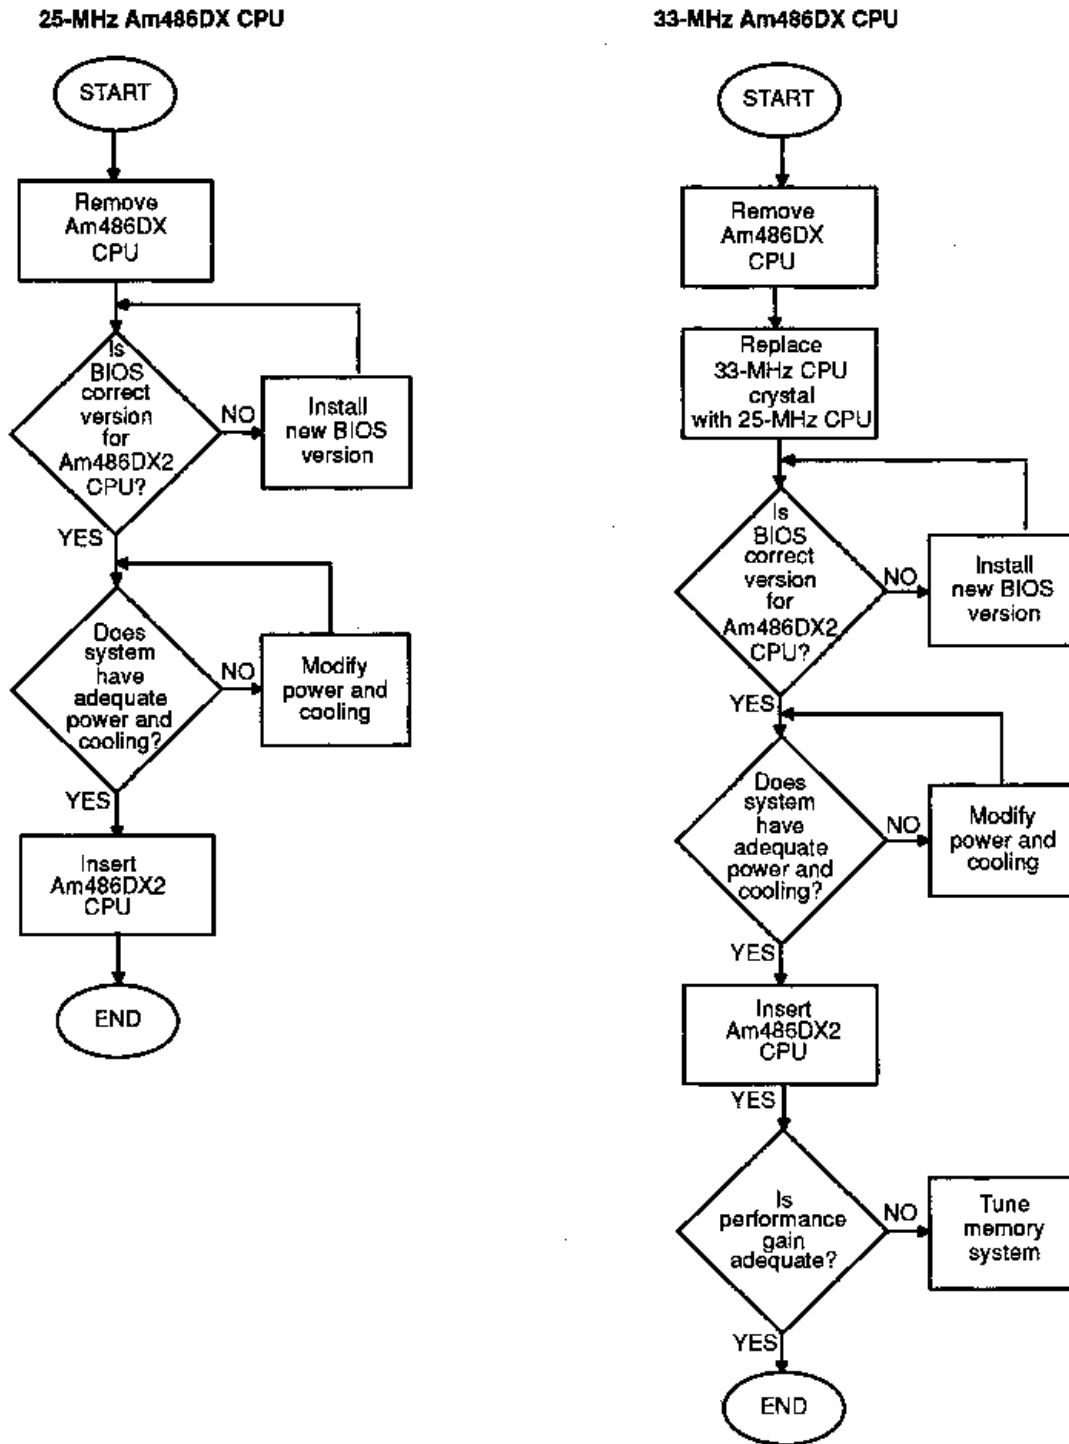 25-MHz Am486DX CPU
START
Remove
Am486DX
CPU
Is
BIOS
correct
version
for
Am486DX2
CPU?
NO
Install
new BIOS
version
YES
Does
system
have
adequate
power and
cooling?
NO
Modify
power and
cooling
YES
Insert
Am486DX2
CPU
END
33-MHz Am486DX CPU
START
Remove
Am486DX
CPU
Replace
33-MHz CPU
crystal
with 25-MHz CPU
Is
BIOS
correct
version
for
Am486DX2
CPU?
NO
Install
new BIOS
version
YES
Does
system
have
adequate
power and
cooling?
NO
Modify
power and
cooling
YES
Insert
Am486DX2
CPU
YES
Is
performance
gain
adequate?
NO
Tune
memory
system
YES
END